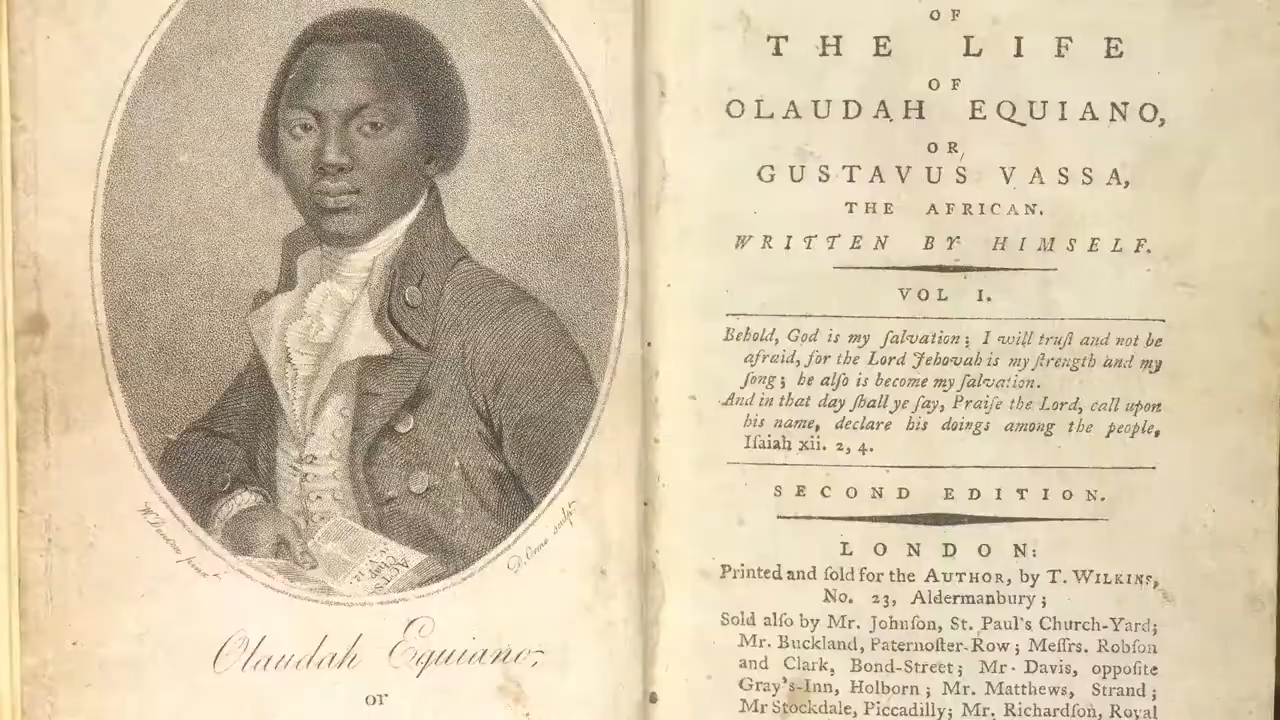 W. Denton pinxt
D. Orme sculpt
ACTS
CHAP
Olaudah Equiano;
or
OF
THE LIFE
OF
OLAUDAH EQUIANO,
OR,
GUSTAVUS VASSA,
THE AFRICAN.
WRITTEN BY HIMSELF.
VOL I.
Behold, God is my ſalvation; I will truſt and not be
afraid, for the Lord Jehovah is my ſtrength and my
ſong; he alſo is become my ſalvation.
And in that day ſhall ye ſay, Praiſe the Lord, call upon
his name, declare his doings among the people,
Iſaiah xii. 2, 4.
SECOND EDITION.
LONDON:
Printed and ſold for the AUTHOR, by T. WILKINS,
No. 23, Aldermanbury;
Sold alſo by Mr. Johnſon, St. Paul's Church-Yard;
Mr. Buckland, Paternoſter-Row; Meſſrs. Robſon
and Clark, Bond-Street; Mr. Davis, oppoſite
Gray's-Inn, Holborn; Mr. Matthews, Strand;
Mr Stockdale, Piccadilly; Mr. Richardſon, Royal